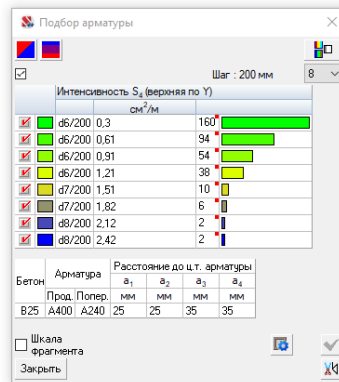 Подбор арматуры
Шаг : 200 мм 8
Интенсивность S4 (верхняя по Y)
см²/м
d6/200 0,3 160
d6/200 0,61 94
d6/200 0,91 54
d6/200 1,21 38
d7/200 1,51 10
d7/200 1,82 6
d8/200 2,12 2
d8/200 2,42 2
Бетон Арматура Расстояние до ц.т. арматуры
a1 a2 a3 a4
Прод. Попер. мм мм мм мм
B25 A400 A240 25 25 35 35
Шкала
фрагмента
Закрыть